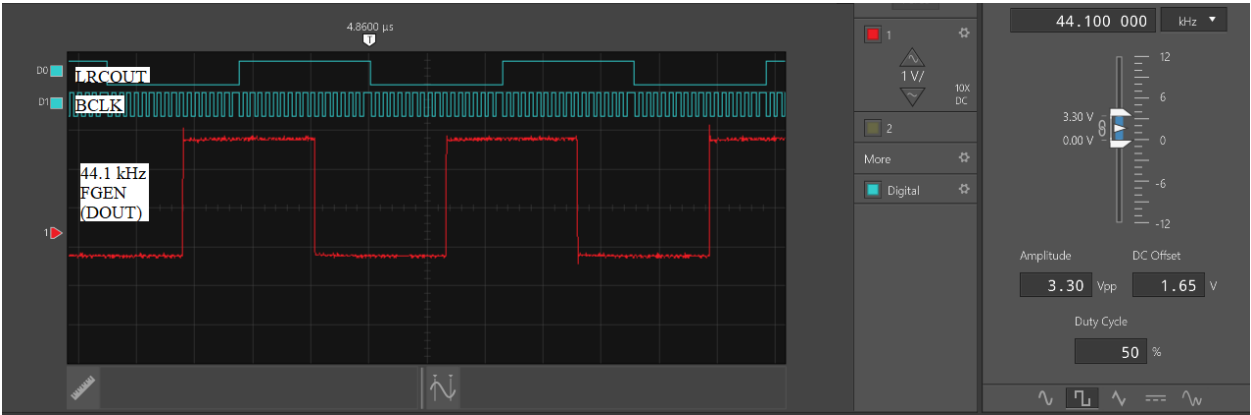 4.8600 µs
T
D0
LRCOUT
D1
BCLK
44.1 kHz
FGEN
(DOUT)
1
1
1 V/
10X
DC
2
More
Digital
44.100 000 kHz
12
6
3.30 V
0.00 V
0
-6
-12
Amplitude DC Offset
3.30 Vpp 1.65 V
Duty Cycle
50 %